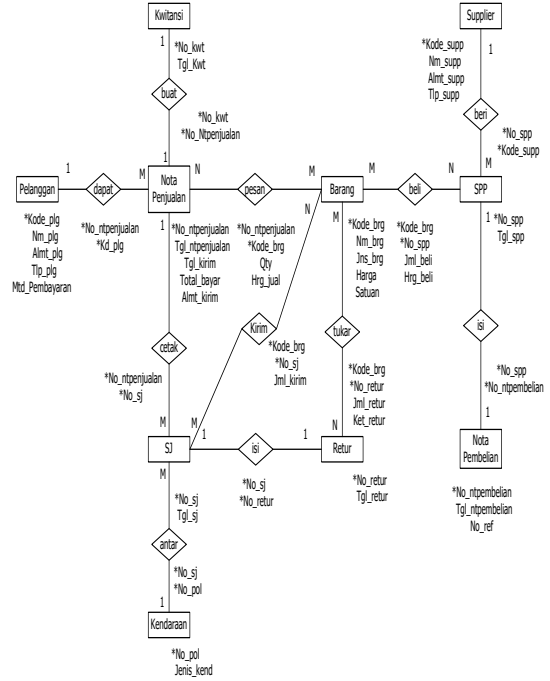 Kwitansi
1
*No_kwt
Tgl_Kwt
buat
*No_kwt
*No_Ntpenjualan
1
Supplier
*Kode_supp
Nm_supp
Almt_supp
Tlp_supp
1
beri
*No_spp
*Kode_supp
M
Pelanggan
1
dapat
M
Nota
Penjualan
N
pesan
M
Barang
M
beli
N
SPP
*Kode_plg
Nm_plg
Almt_plg
Tlp_plg
Mtd_Pembayaran
*No_ntpenjualan
*Kd_plg
1
*No_ntpenjualan
Tgl_ntpenjualan
Tgl_kirim
Total_bayar
Almt_kirim
*No_ntpenjualan
*Kode_brg
Qty
Hrg_jual
N
M
*Kode_brg
Nm_brg
Jns_brg
Harga
Satuan
*Kode_brg
*No_spp
Jml_beli
Hrg_beli
1
*No_spp
Tgl_spp
cetak
*No_ntpenjualan
*No_sj
M
Kirim
*Kode_brg
*No_sj
Jml_kirim
M
tukar
*Kode_brg
*No_retur
Jml_retur
Ket_retur
N
isi
*No_spp
*No_ntpembelian
1
SJ
1
isi
1
Retur
*No_sj
*No_retur
*No_retur
Tgl_retur
Nota
Pembelian
*No_ntpembelian
Tgl_ntpembelian
No_ref
M
*No_sj
Tgl_sj
antar
*No_sj
*No_pol
1
Kendaraan
*No_pol
Jenis_kend